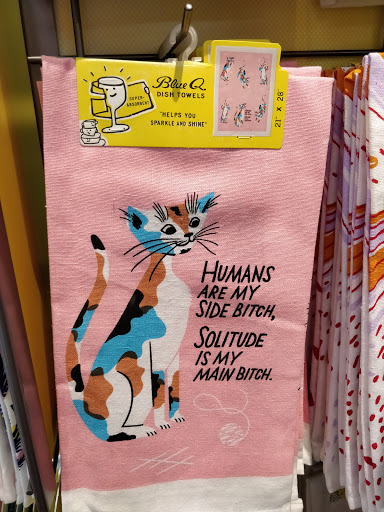 Blue Q
DISH TOWELS
SUPER-
ABSORBENT
"HELPS YOU
SPARKLE AND SHINE"
21" X 28"
HUMANS
ARE MY
SIDE BITCH,
SOLITUDE
IS MY
MAIN BITCH.